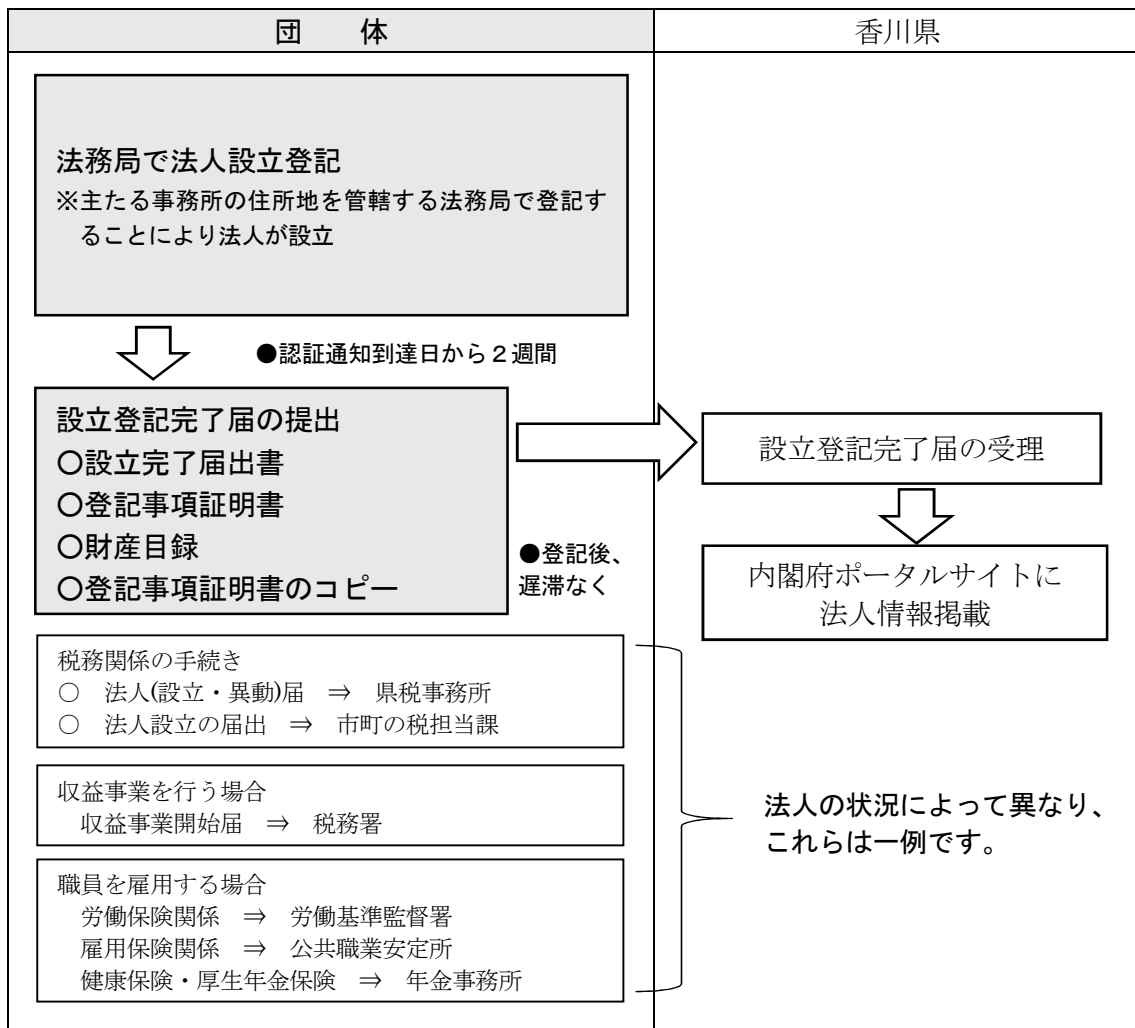 団　体
香川県
法務局で法人設立登記
※主たる事務所の住所地を管轄する法務局で登記す
ることにより法人が設立
●認証通知到達日から２週間
設立登記完了届の提出
〇設立完了届出書
〇登記事項証明書
〇財産目録
〇登記事項証明書のコピー
●登記後、
遅滞なく
設立登記完了届の受理
内閣府ポータルサイトに
法人情報掲載
税務関係の手続き
○　法人(設立・異動)届　⇒　県税事務所
○　法人設立の届出　⇒　市町の税担当課
収益事業を行う場合
収益事業開始届　⇒　税務署
職員を雇用する場合
労働保険関係　⇒　労働基準監督署
雇用保険関係　⇒　公共職業安定所
健康保険・厚生年金保険　⇒　年金事務所
法人の状況によって異なり、
これらは一例です。